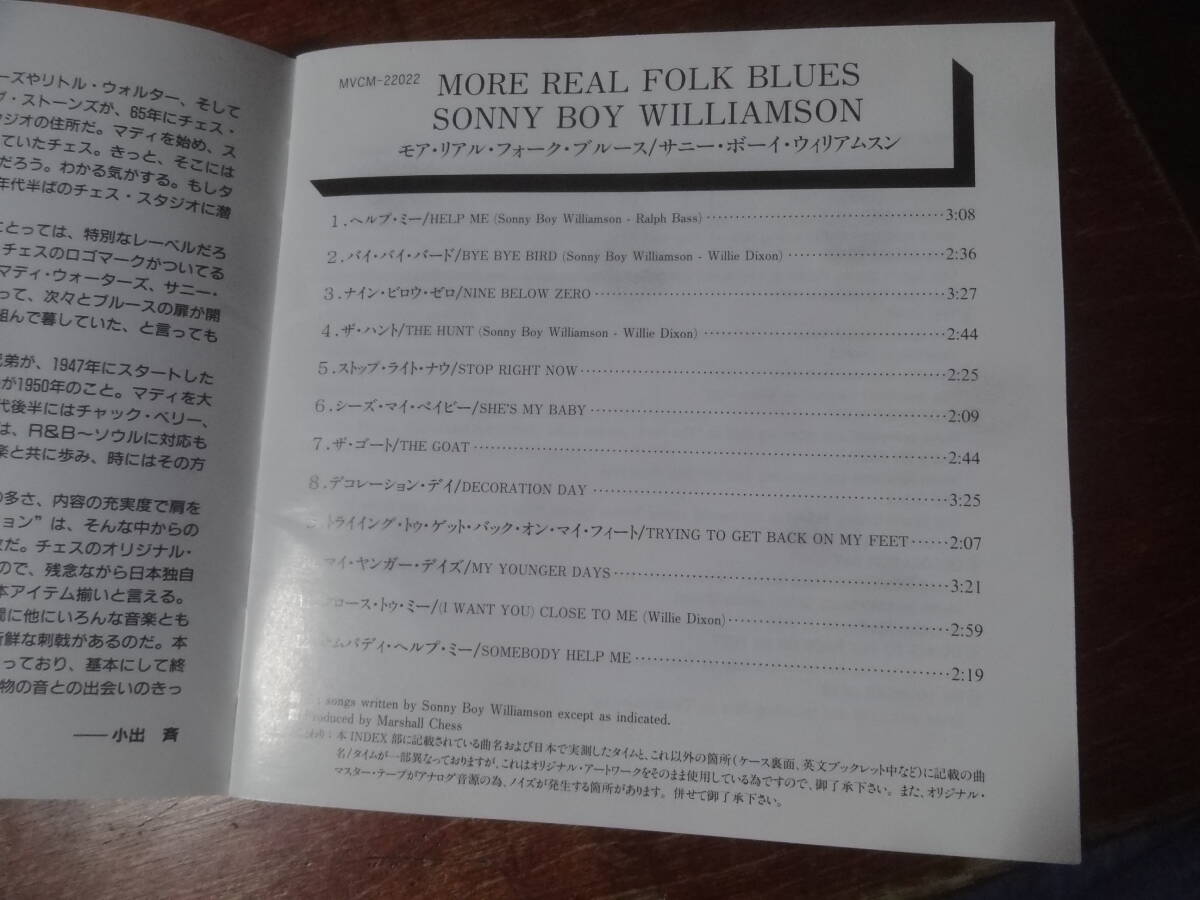 ーズやリトル・ウォルター、そして
グ・ストーンズが、65年にチェス・
タジオの住所だ。マディを始め、ス
ていたチェス。きっと、そこには
だろう。わかる気がする。もしタ
年代半ばのチェス・スタジオに潜
ことっては、特別なレーベルだろ
チェスのロゴマークがついてる
マディ・ウォーターズ、サニー・
って、次々とブルースの扉が開
組んで暮していた、と言っても
兄弟が、1947年にスタートした
が1950年のこと。マディを大
代後半にはチャック・ベリー、
は、R&B〜ソウルに対応も
楽と共に歩み、時にはその方
の多さ、内容の充実度で肩を
ション”は、そんな中からの
だ。チェスのオリジナル・
ので、残念ながら日本独自
本アイテム揃いと言える。
に他にいろんな音楽とも
新鮮な刺戟があるのだ。本
っており、基本にして終
物の音との出会いのきっ
——小出 斉
MVCM-22022
MORE REAL FOLK BLUES
SONNY BOY WILLIAMSON
モア・リアル・フォーク・ブルース/サニー・ボーイ・ウィリアムスン
1.ヘルプ・ミー/HELP ME (Sonny Boy Williamson - Ralph Bass)……3:08
2.バイ・バイ・バード/BYE BYE BIRD (Sonny Boy Williamson - Willie Dixon)……2:36
3.ナイン・ビロウ・ゼロ/NINE BELOW ZERO……3:27
4.ザ・ハント/THE HUNT (Sonny Boy Williamson - Willie Dixon)……2:44
5.ストップ・ライト・ナウ/STOP RIGHT NOW……2:25
6.シーズ・マイ・ベイビー/SHE'S MY BABY……2:09
7.ザ・ゴート/THE GOAT……2:44
8.デコレーション・デイ/DECORATION DAY……3:25
トライイング・トゥ・ゲット・バック・オン・マイ・フィート/TRYING TO GET BACK ON MY FEET……2:07
マイ・ヤンガー・デイズ/MY YOUNGER DAYS……3:21
ロース・トゥ・ミー/(I WANT YOU) CLOSE TO ME (Willie Dixon)……2:59
ムバディ・ヘルプ・ミー/SOMEBODY HELP ME……2:19
songs written by Sonny Boy Williamson except as indicated.
Produced by Marshall Chess
:本INDEX部に記載されている曲名および日本で実測したタイムと、これ以外の箇所(ケース裏面、英文ブックレット中など)に記載の曲
名/タイムが一部異なっておりますが、これはオリジナル・アートワークをそのまま使用している為ですので、御了承下さい。また、オリジナル・
マスター・テープがアナログ音源の為、ノイズが発生する箇所があります。併せて御了承下さい。